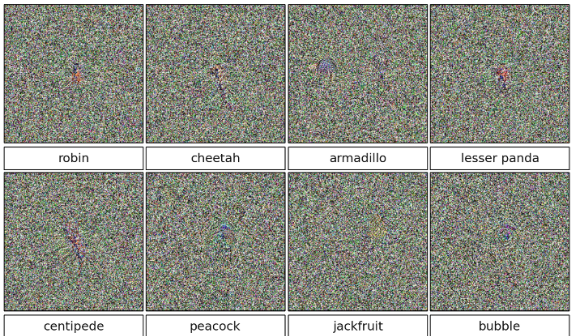 robin
cheetah
armadillo
lesser panda
centipede
peacock
jackfruit
bubble